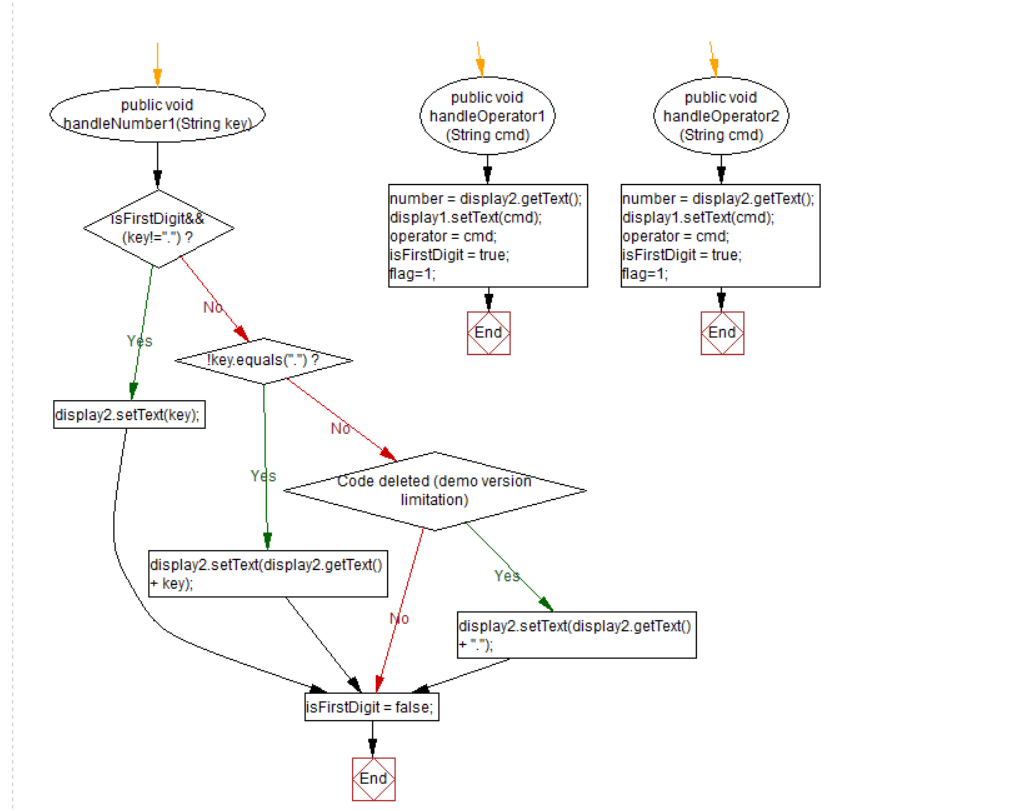 public void
handleNumber1(String key)
isFirstDigit&&
(key!=".") ?
No
Yes
!key.equals(".") ?
display2.setText(key);
No
Yes
Code deleted (demo version
limitation)
display2.setText(display2.getText()
+ key);
Yes
No
display2.setText(display2.getText()
+ ".");
isFirstDigit = false;
End
public void
handleOperator1
(String cmd)
number = display2.getText();
display1.setText(cmd);
operator = cmd;
isFirstDigit = true;
flag=1;
End
public void
handleOperator2
(String cmd)
number = display2.getText();
display1.setText(cmd);
operator = cmd;
isFirstDigit = true;
flag=1;
End